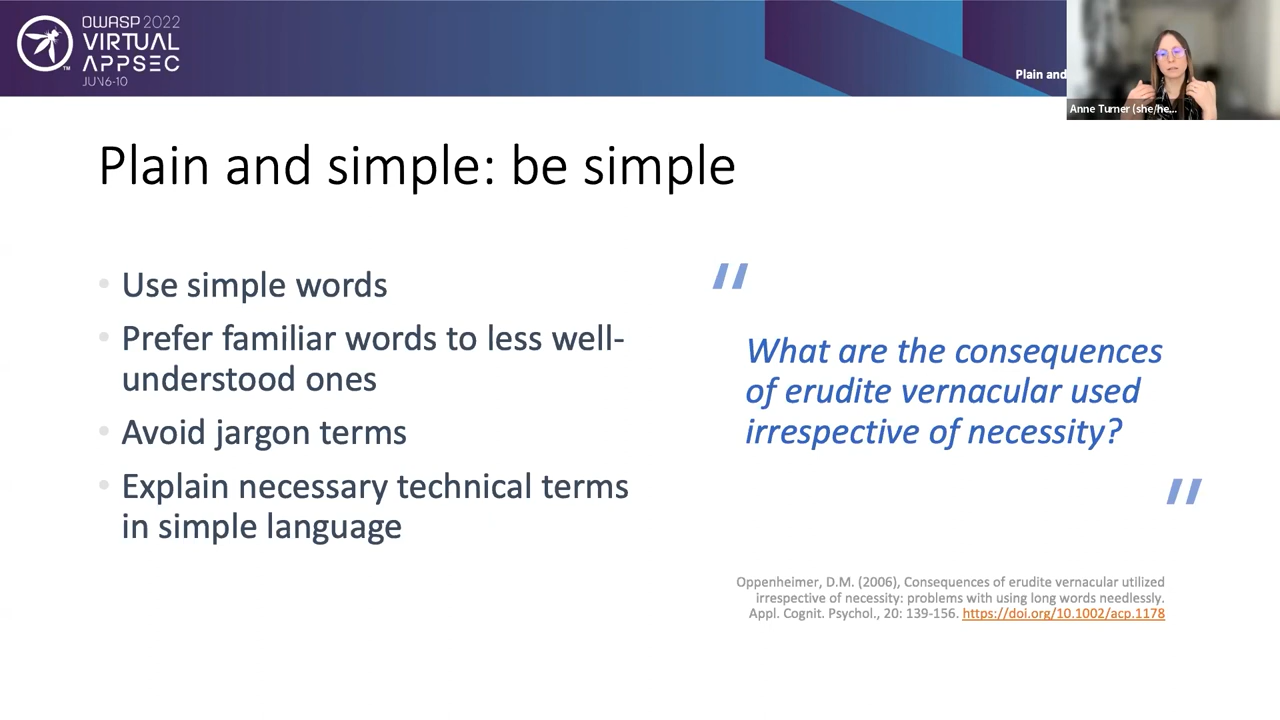 OWASP 2022
VIRTUAL
APPSEC
JUN 6-10
TM
Plain and
Anne Turner (she/he...
Plain and simple: be simple
• Use simple words
• Prefer familiar words to less well-
understood ones
• Avoid jargon terms
• Explain necessary technical terms
in simple language
"
What are the consequences
of erudite vernacular used
irrespective of necessity?
"
Oppenheimer, D.M. (2006), Consequences of erudite vernacular utilized
irrespective of necessity: problems with using long words needlessly.
Appl. Cognit. Psychol., 20: 139-156. https://doi.org/10.1002/acp.1178